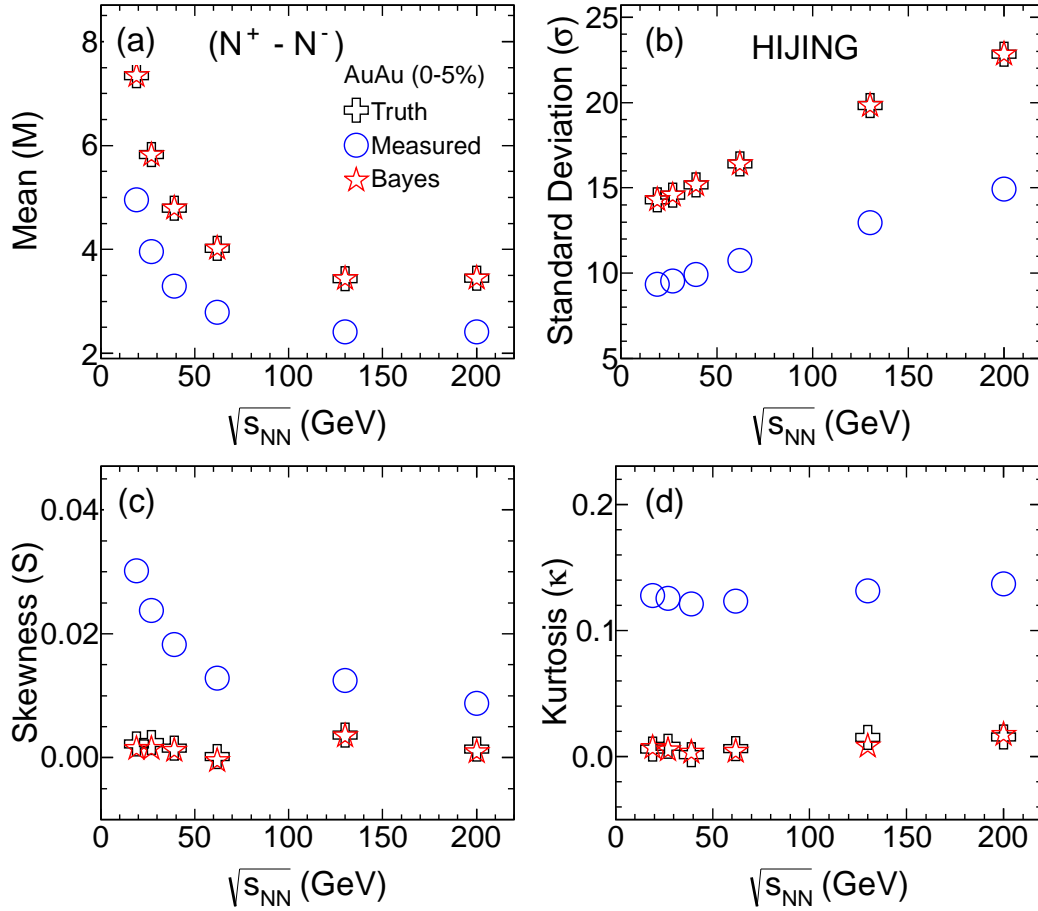 (a)
(N⁺ - N⁻)
AuAu (0-5%)
Truth
Measured
Bayes
Mean (M)
8
6
4
2
0 50 100 150 200
√s_NN (GeV)
(b)
HIJING
Standard Deviation (σ)
25
20
15
10
5
0 50 100 150 200
√s_NN (GeV)
(c)
Skewness (S)
0.04
0.02
0.00
0 50 100 150 200
√s_NN (GeV)
(d)
Kurtosis (κ)
0.2
0.1
0.0
0 50 100 150 200
√s_NN (GeV)